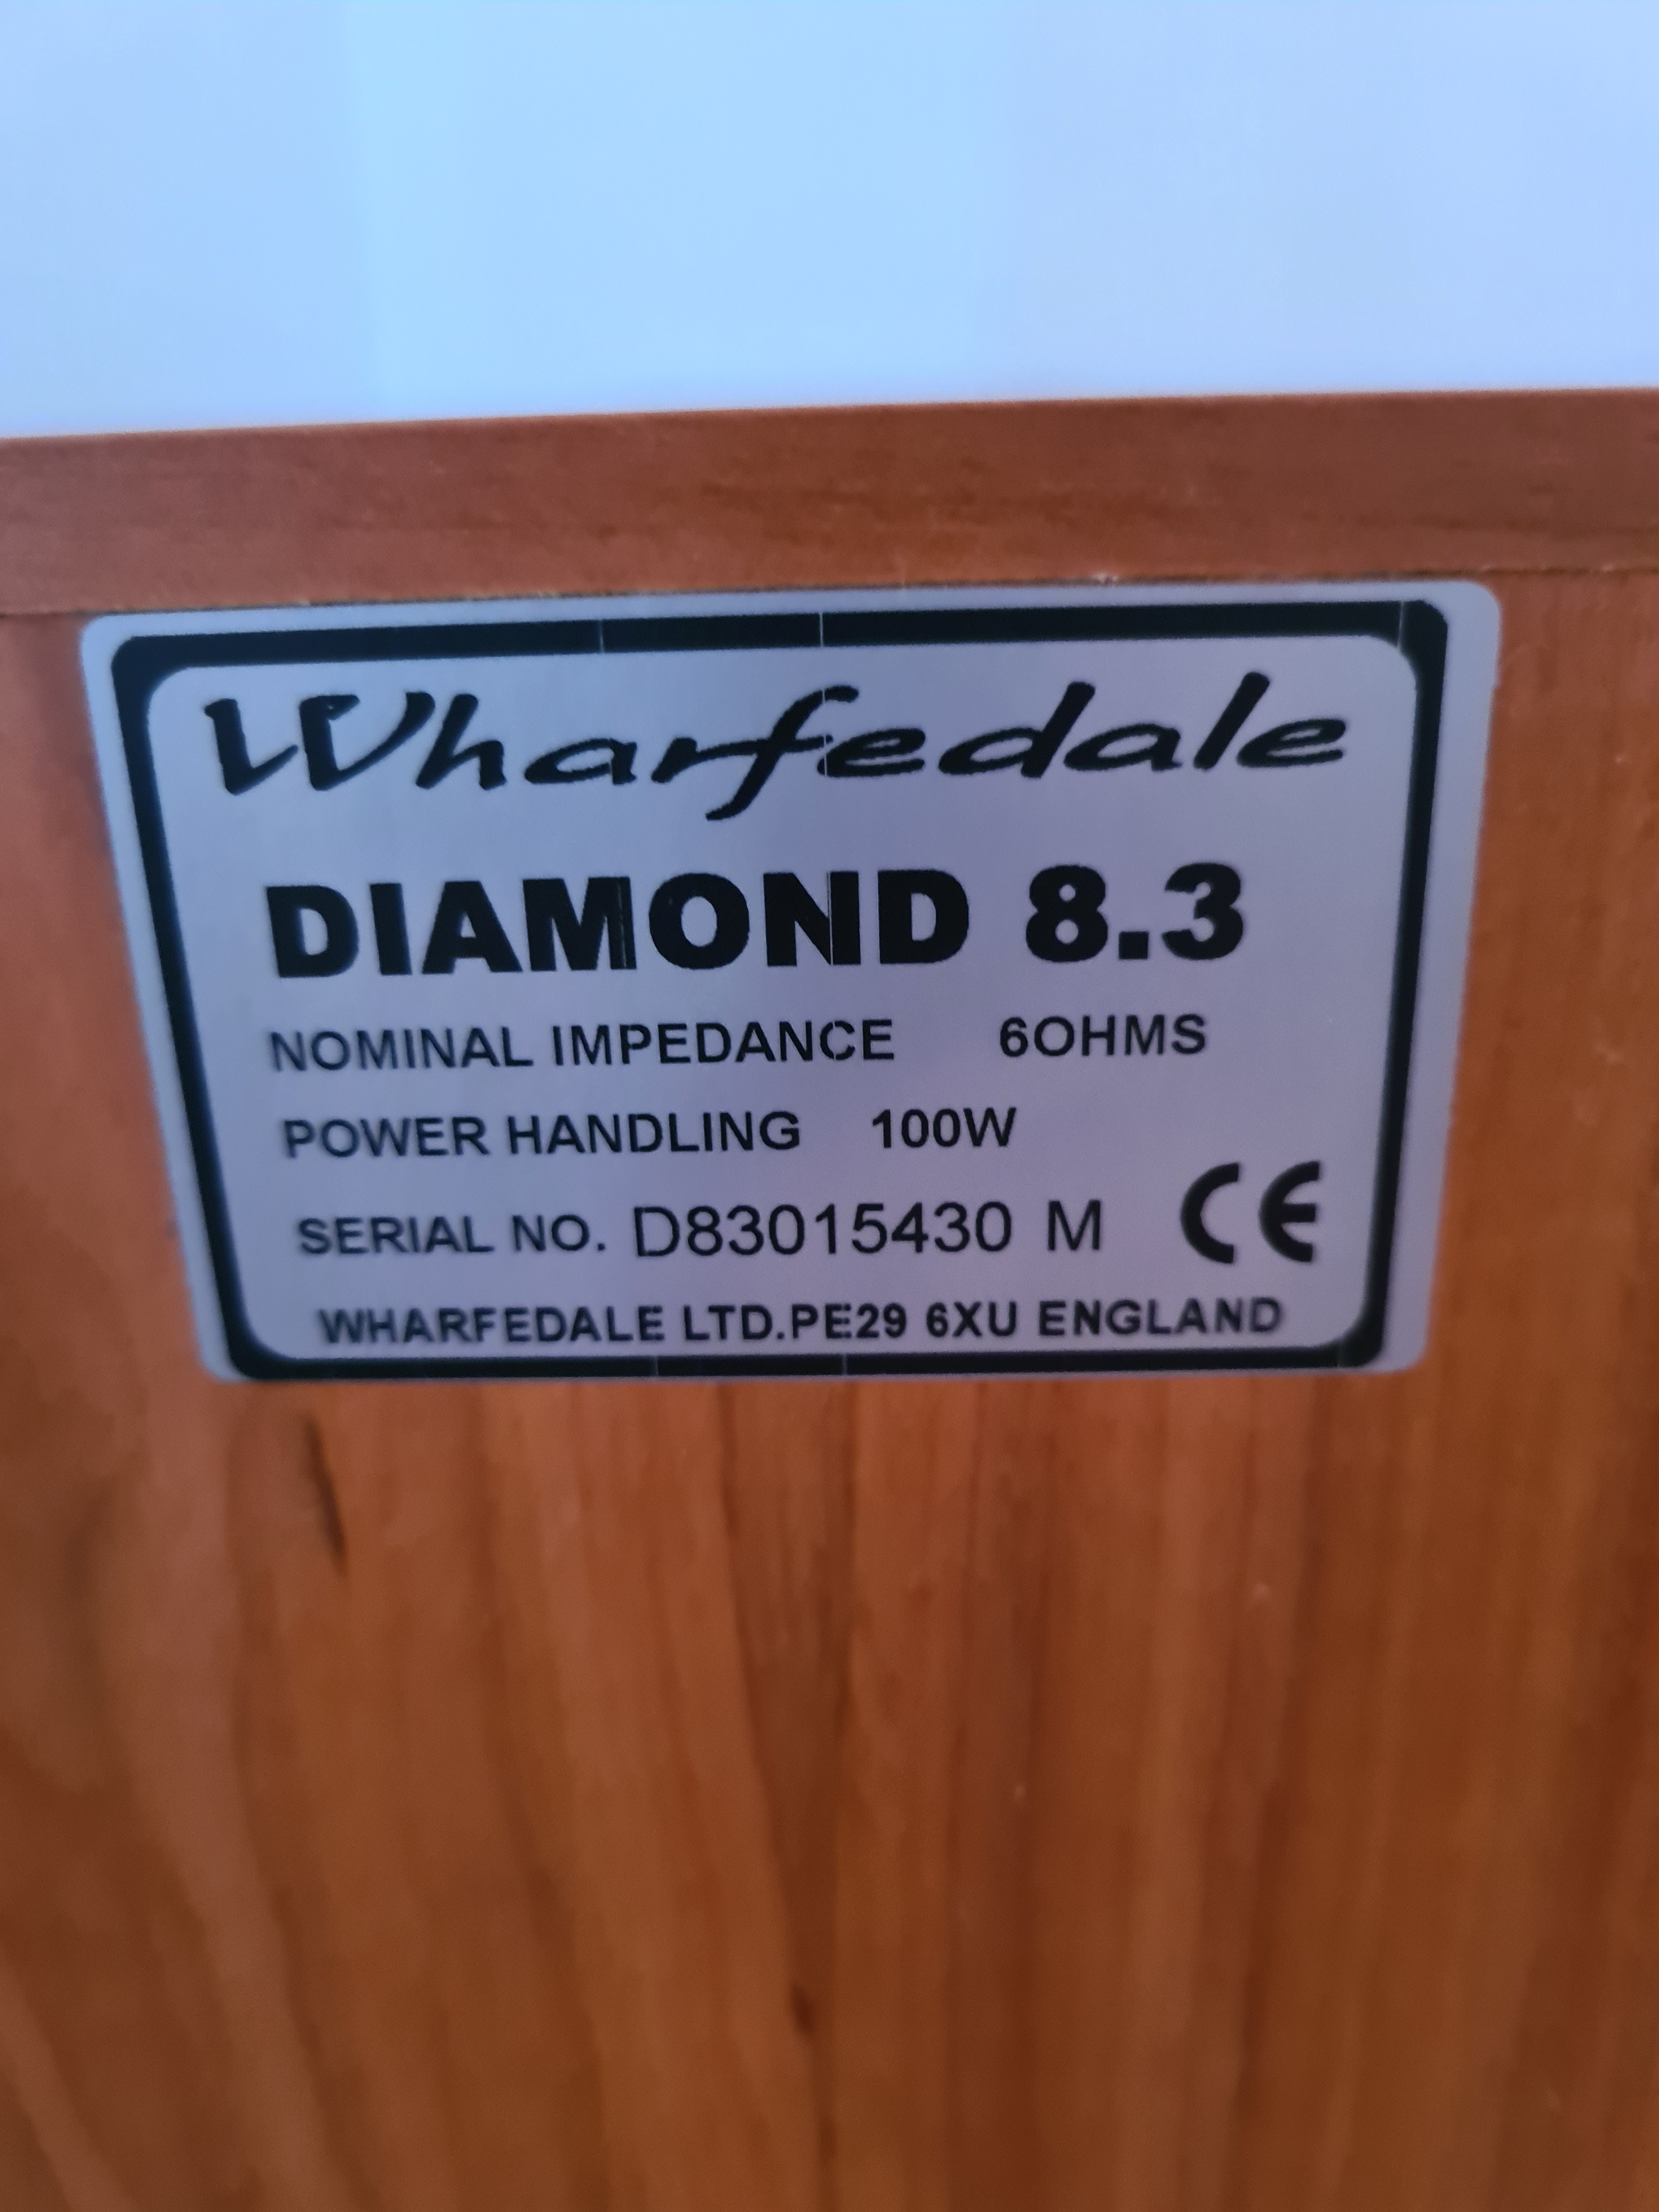 Wharfedale
DIAMOND 8.3
NOMINAL IMPEDANCE 6OHMS
POWER HANDLING 100W
SERIAL NO. D83015430 M CE
WHARFEDALE LTD.PE29 6XU ENGLAND